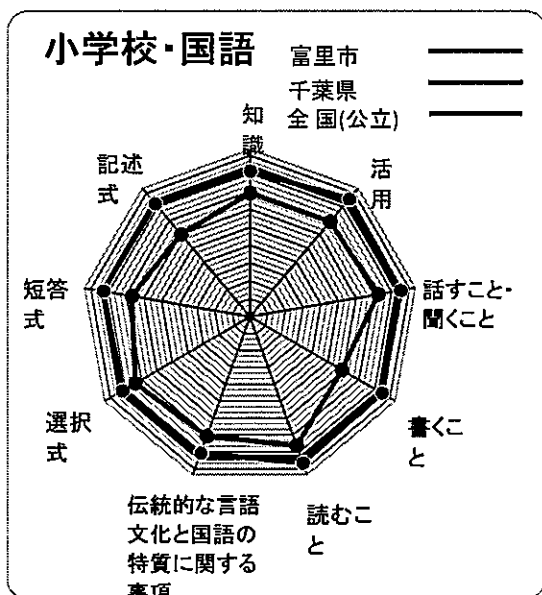 小学校・国語
富里市
千葉県
全国(公立)
知
識
活
用
話すこと・
聞くこと
書くこ
と
読むこ
と
伝統的な言語
文化と国語の
特質に関する
事項
選択
式
短答
式
記述
式